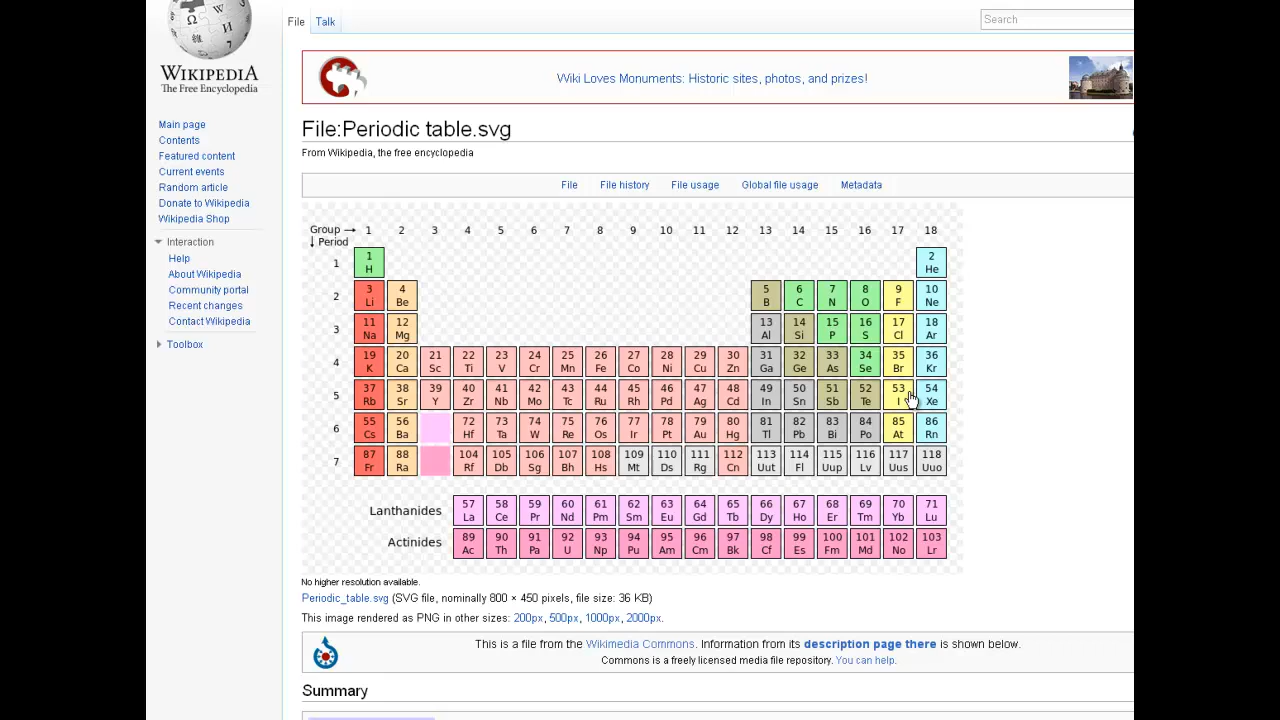 File Talk
Search
Ω W И
7
WIKIPEDIA
The Free Encyclopedia
Main page
Contents
Featured content
Current events
Random article
Donate to Wikipedia
Wikipedia Shop
Interaction
Help
About Wikipedia
Community portal
Recent changes
Contact Wikipedia
Toolbox
Wiki Loves Monuments: Historic sites, photos, and prizes!
File:Periodic table.svg
From Wikipedia, the free encyclopedia
File File history File usage Global file usage Metadata
Group → 1 2 3 4 5 6 7 8 9 10 11 12 13 14 15 16 17 18
↓ Period
1 1 2
H He
2 3 4 5 6 7 8 9 10
Li Be B C N O F Ne
3 11 12 13 14 15 16 17 18
Na Mg Al Si P S Cl Ar
4 19 20 21 22 23 24 25 26 27 28 29 30 31 32 33 34 35 36
K Ca Sc Ti V Cr Mn Fe Co Ni Cu Zn Ga Ge As Se Br Kr
5 37 38 39 40 41 42 43 44 45 46 47 48 49 50 51 52 53 54
Rb Sr Y Zr Nb Mo Tc Ru Rh Pd Ag Cd In Sn Sb Te I Xe
6 55 56 72 73 74 75 76 77 78 79 80 81 82 83 84 85 86
Cs Ba Hf Ta W Re Os Ir Pt Au Hg Tl Pb Bi Po At Rn
7 87 88 104 105 106 107 108 109 110 111 112 113 114 115 116 117 118
Fr Ra Rf Db Sg Bh Hs Mt Ds Rg Cn Uut Fl Uup Lv Uus Uuo
Lanthanides 57 58 59 60 61 62 63 64 65 66 67 68 69 70 71
La Ce Pr Nd Pm Sm Eu Gd Tb Dy Ho Er Tm Yb Lu
Actinides 89 90 91 92 93 94 95 96 97 98 99 100 101 102 103
Ac Th Pa U Np Pu Am Cm Bk Cf Es Fm Md No Lr
No higher resolution available.
Periodic_table.svg (SVG file, nominally 800 × 450 pixels, file size: 36 KB)
This image rendered as PNG in other sizes: 200px, 500px, 1000px, 2000px.
This is a file from the Wikimedia Commons. Information from its description page there is shown below.
Commons is a freely licensed media file repository. You can help.
Summary